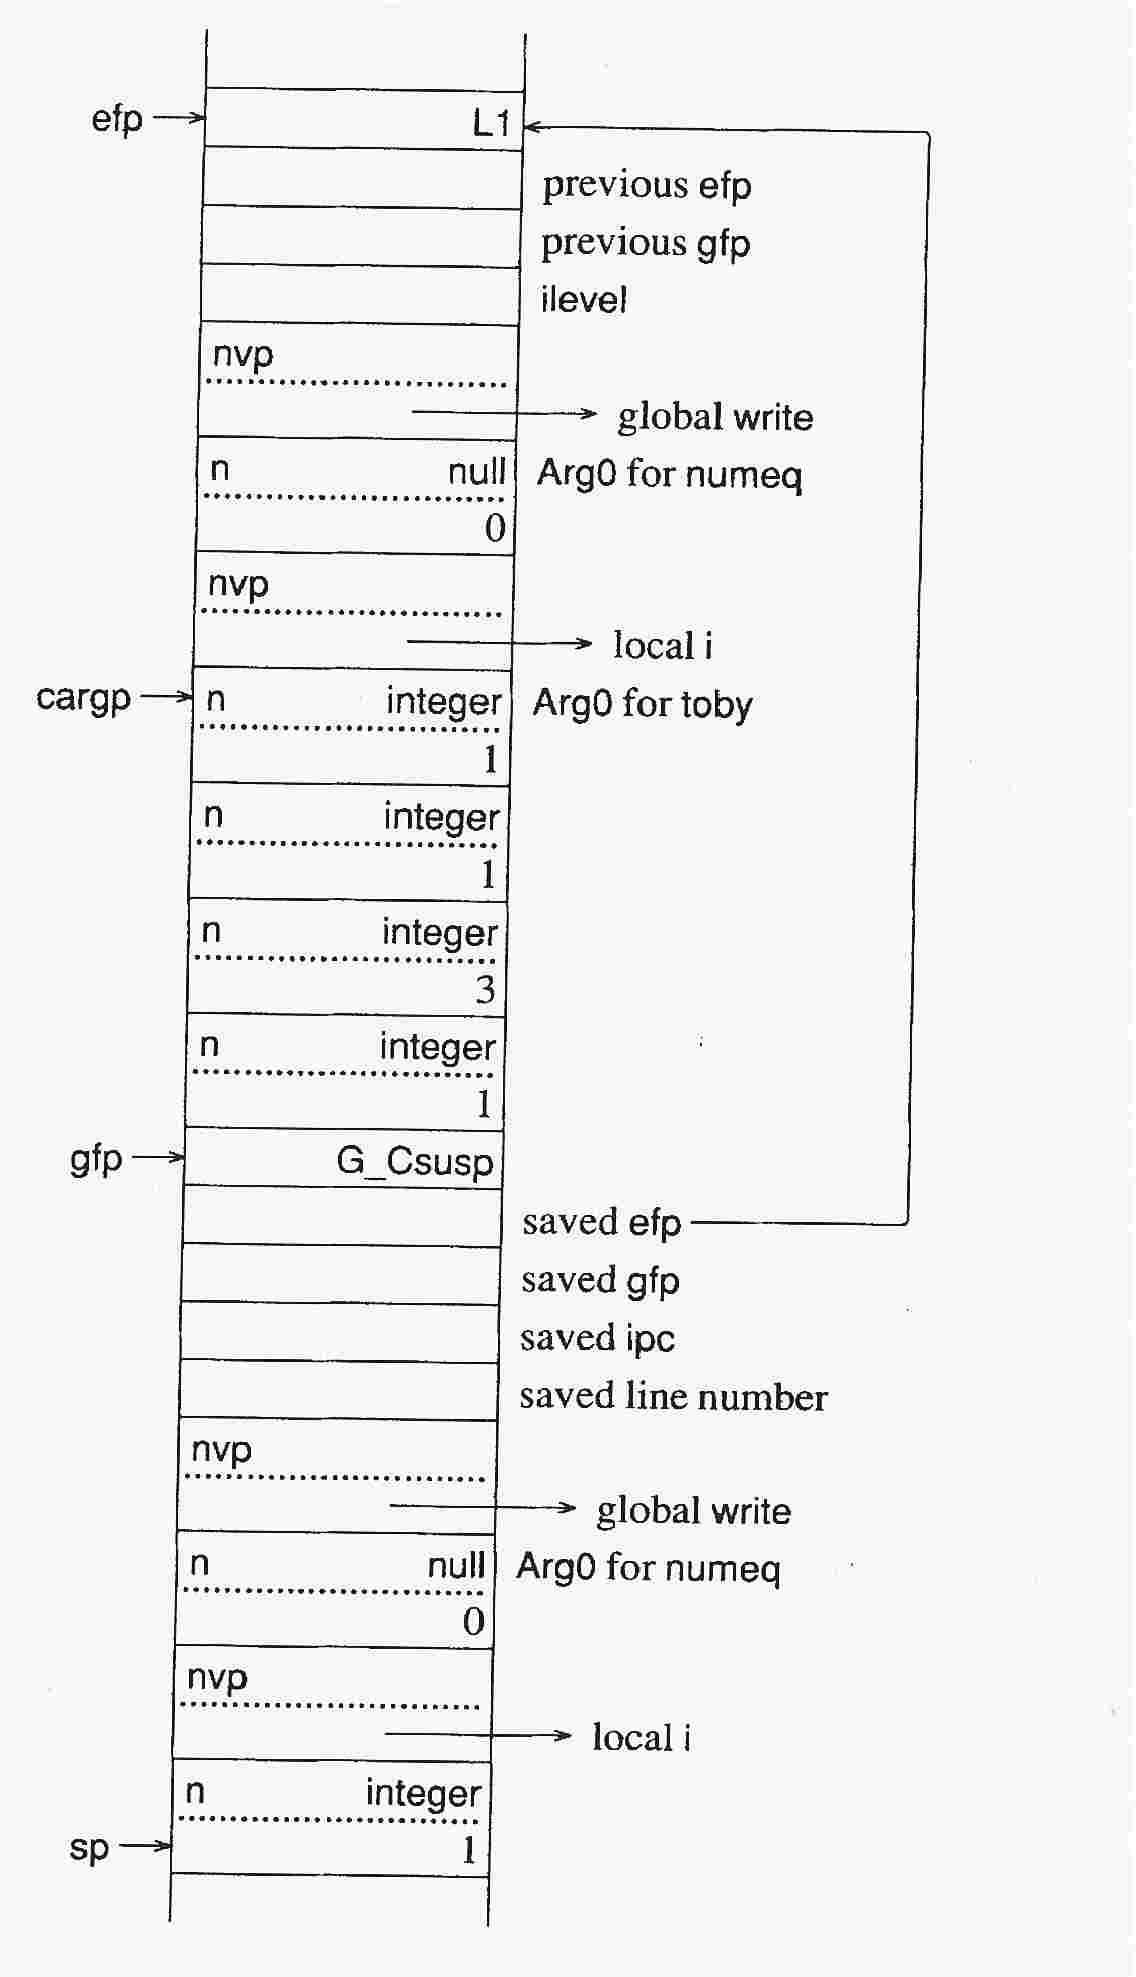 efp L1
previous efp
previous gfp
ilevel
nvp
global write
n null Arg0 for numeq
0
nvp
local i
cargp n integer Arg0 for toby
1
n integer
1
n integer
3
n integer
1
gfp G_Csusp
saved efp
saved gfp
saved ipc
saved line number
nvp
global write
n null Arg0 for numeq
0
nvp
local i
n integer
sp 1